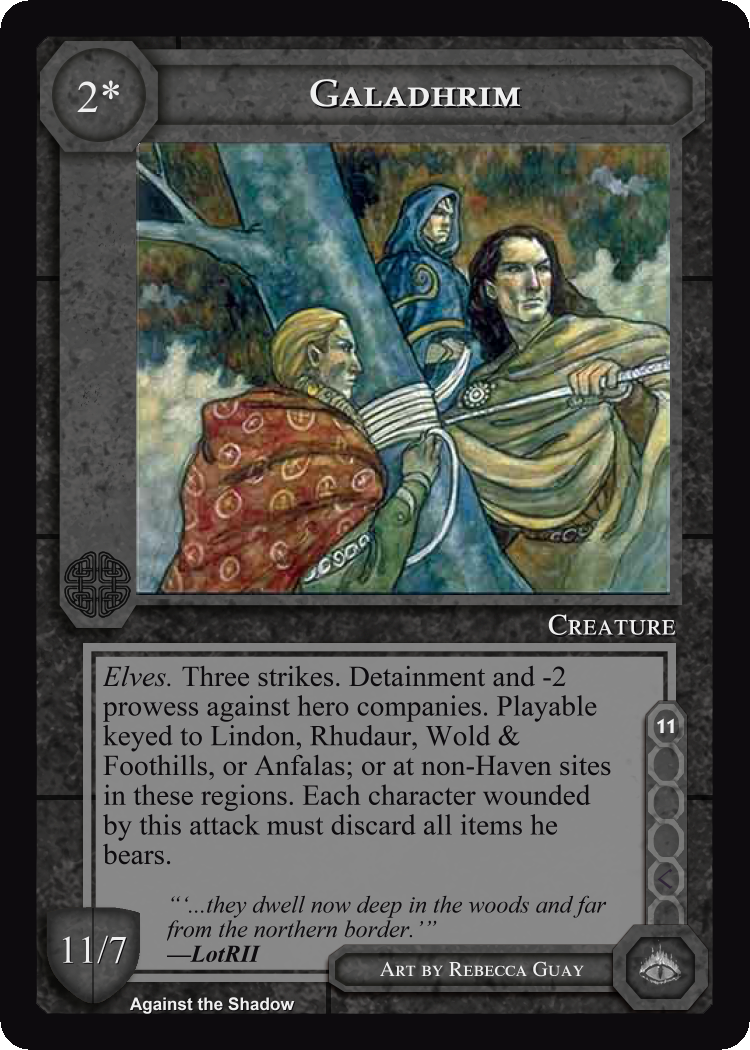 2*
Galadhrim
Creature
Elves. Three strikes. Detainment and -2
prowess against hero companies. Playable
keyed to Lindon, Rhudaur, Wold &
Foothills, or Anfalas; or at non-Haven sites
in these regions. Each character wounded
by this attack must discard all items he
bears.
11
“‘...they dwell now deep in the woods and far
from the northern border.’”
—LotRII
11/7
Art by Rebecca Guay
Against the Shadow